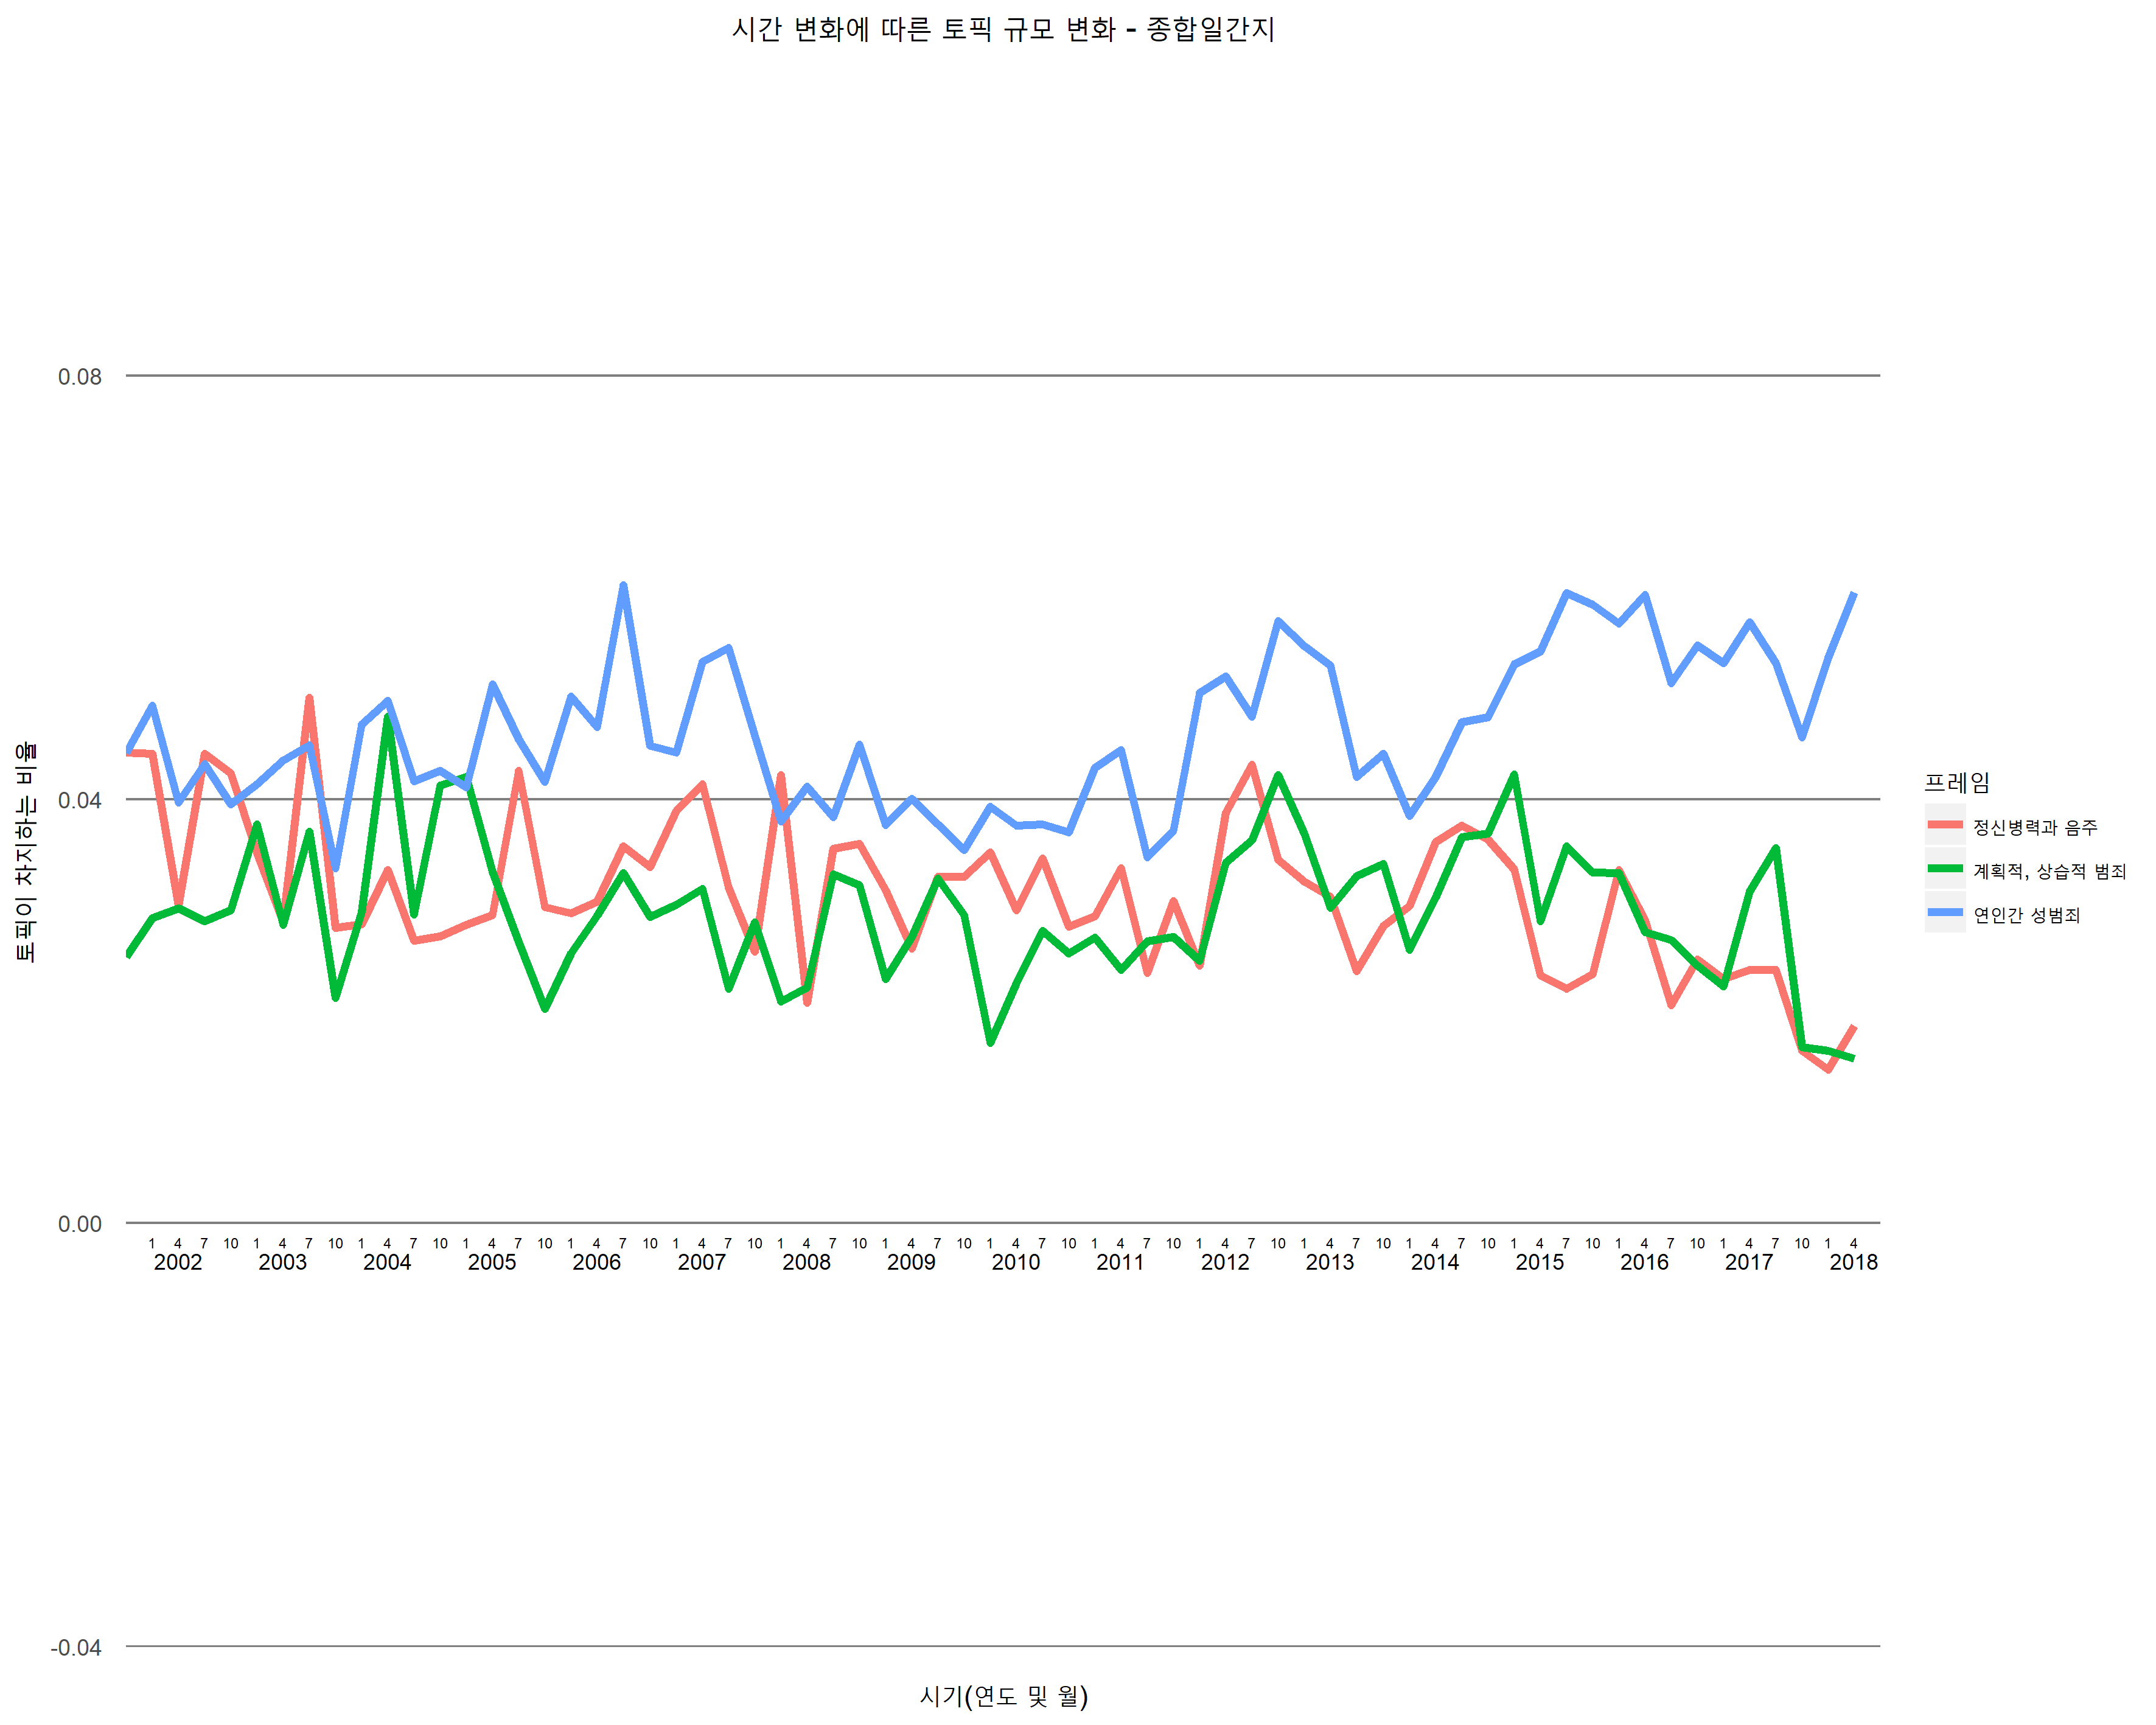 시간 변화에 따른 토픽 규모 변화 - 종합일간지
토픽이 차지하는 비율
0.08
0.04
0.00
-0.04
1 4 7 10 1 4 7 10 1 4 7 10 1 4 7 10 1 4 7 10 1 4 7 10 1 4 7 10 1 4 7 10 1 4 7 10 1 4 7 10 1 4 7 10 1 4 7 10 1 4 7 10 1 4 7 10 1 4 7 10 1 4 7 10 1 4
2002 2003 2004 2005 2006 2007 2008 2009 2010 2011 2012 2013 2014 2015 2016 2017 2018
시기(연도 및 월)
프레임
정신병력과 음주
계획적, 상습적 범죄
연인간 성범죄